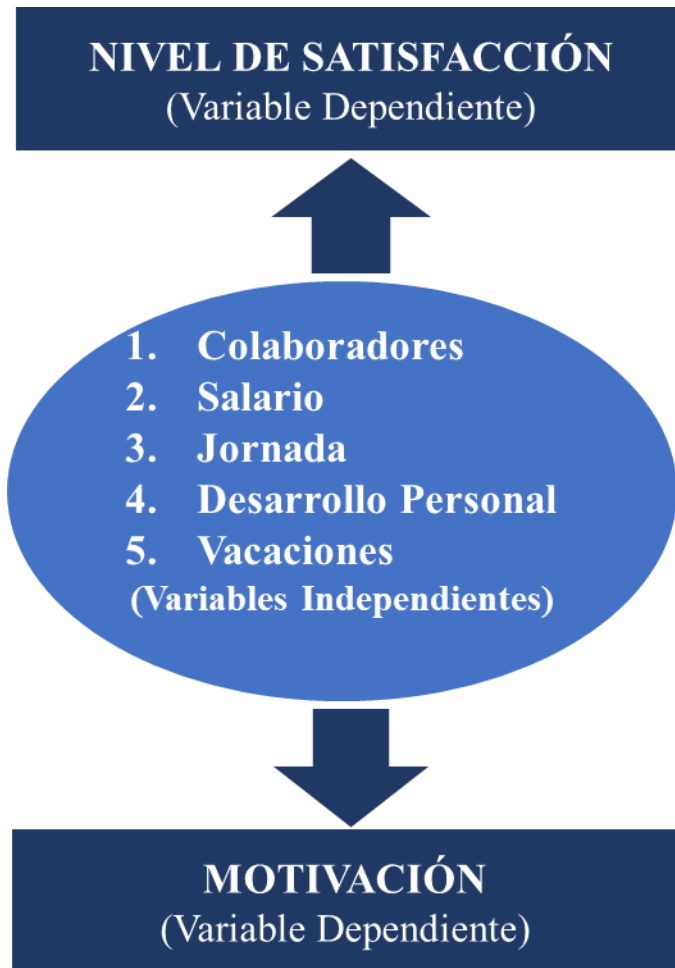 NIVEL DE SATISFACCIÓN
(Variable Dependiente)
1. Colaboradores
2. Salario
3. Jornada
4. Desarrollo Personal
5. Vacaciones
(Variables Independientes)
MOTIVACIÓN
(Variable Dependiente)